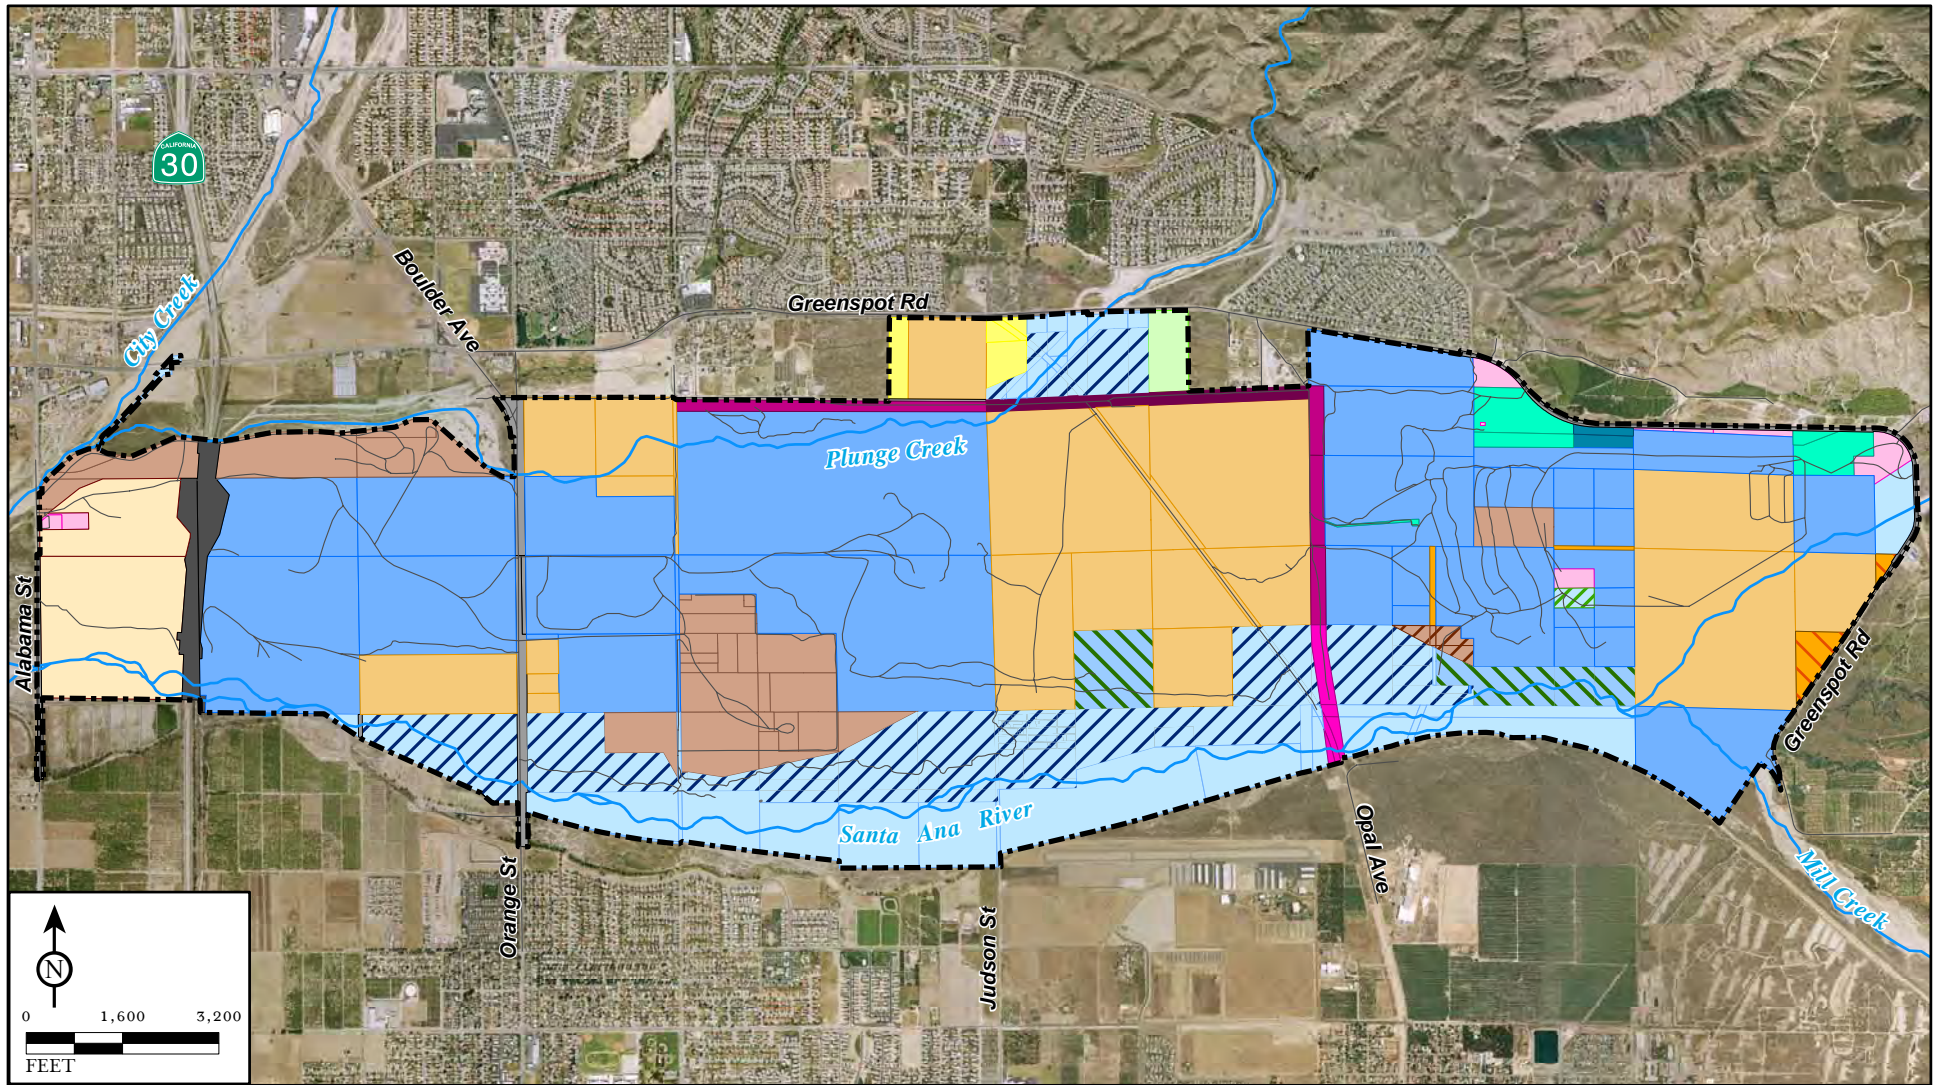 CALIFORNIA
30
City Creek
Boulder Ave
Greenspot Rd
Plunge Creek
Alabama St
Greenspot Rd
Santa Ana River
Opal Ave
Mill Creek
Orange St
Judson St
N
0 1,600 3,200
FEET